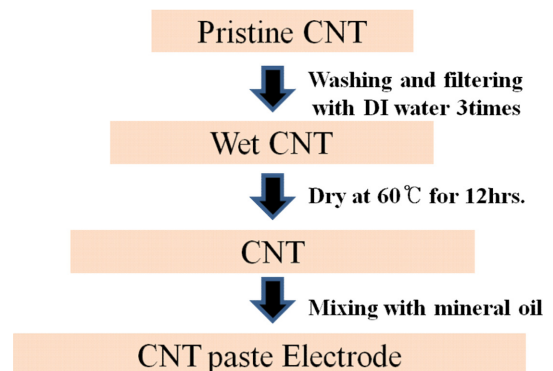 Pristine CNT
Washing and filtering
with DI water 3times
Wet CNT
Dry at 60℃ for 12hrs.
CNT
Mixing with mineral oil
CNT paste Electrode